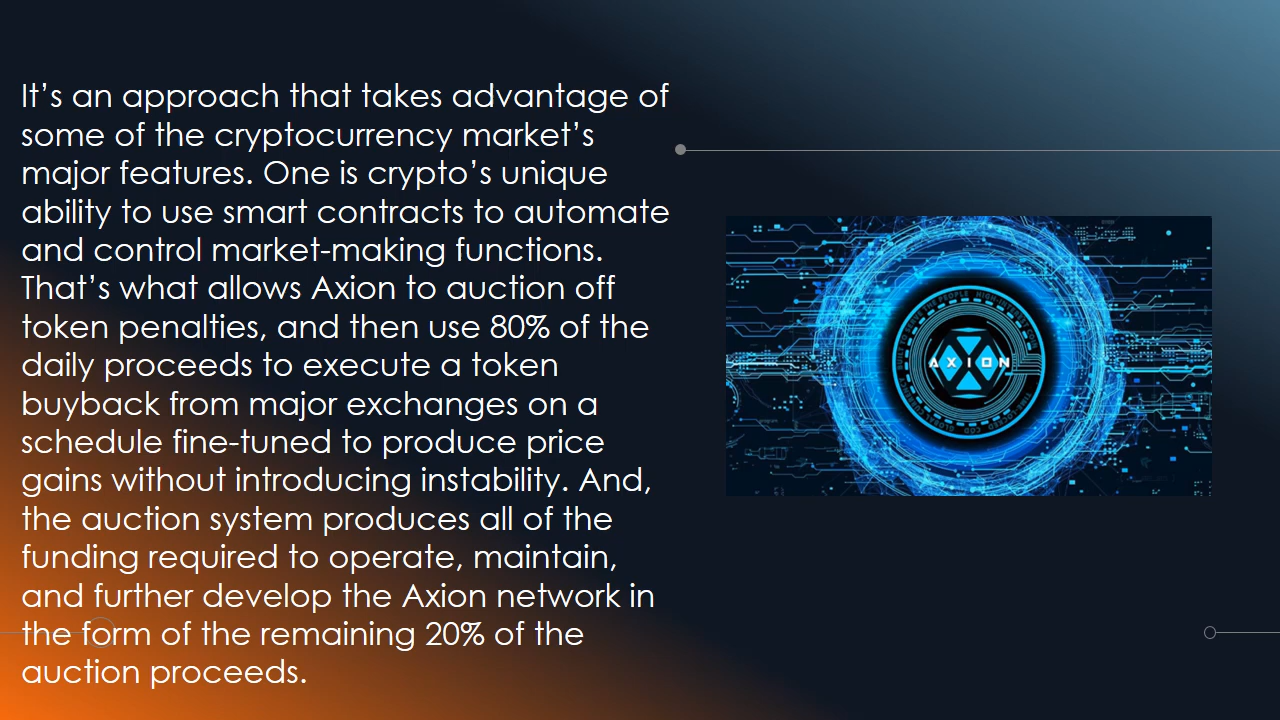 It’s an approach that takes advantage of
some of the cryptocurrency market’s
major features. One is crypto’s unique
ability to use smart contracts to automate
and control market-making functions.
That’s what allows Axion to auction off
token penalties, and then use 80% of the
daily proceeds to execute a token
buyback from major exchanges on a
schedule fine-tuned to produce price
gains without introducing instability. And,
the auction system produces all of the
funding required to operate, maintain,
and further develop the Axion network in
the form of the remaining 20% of the
auction proceeds.
AXION